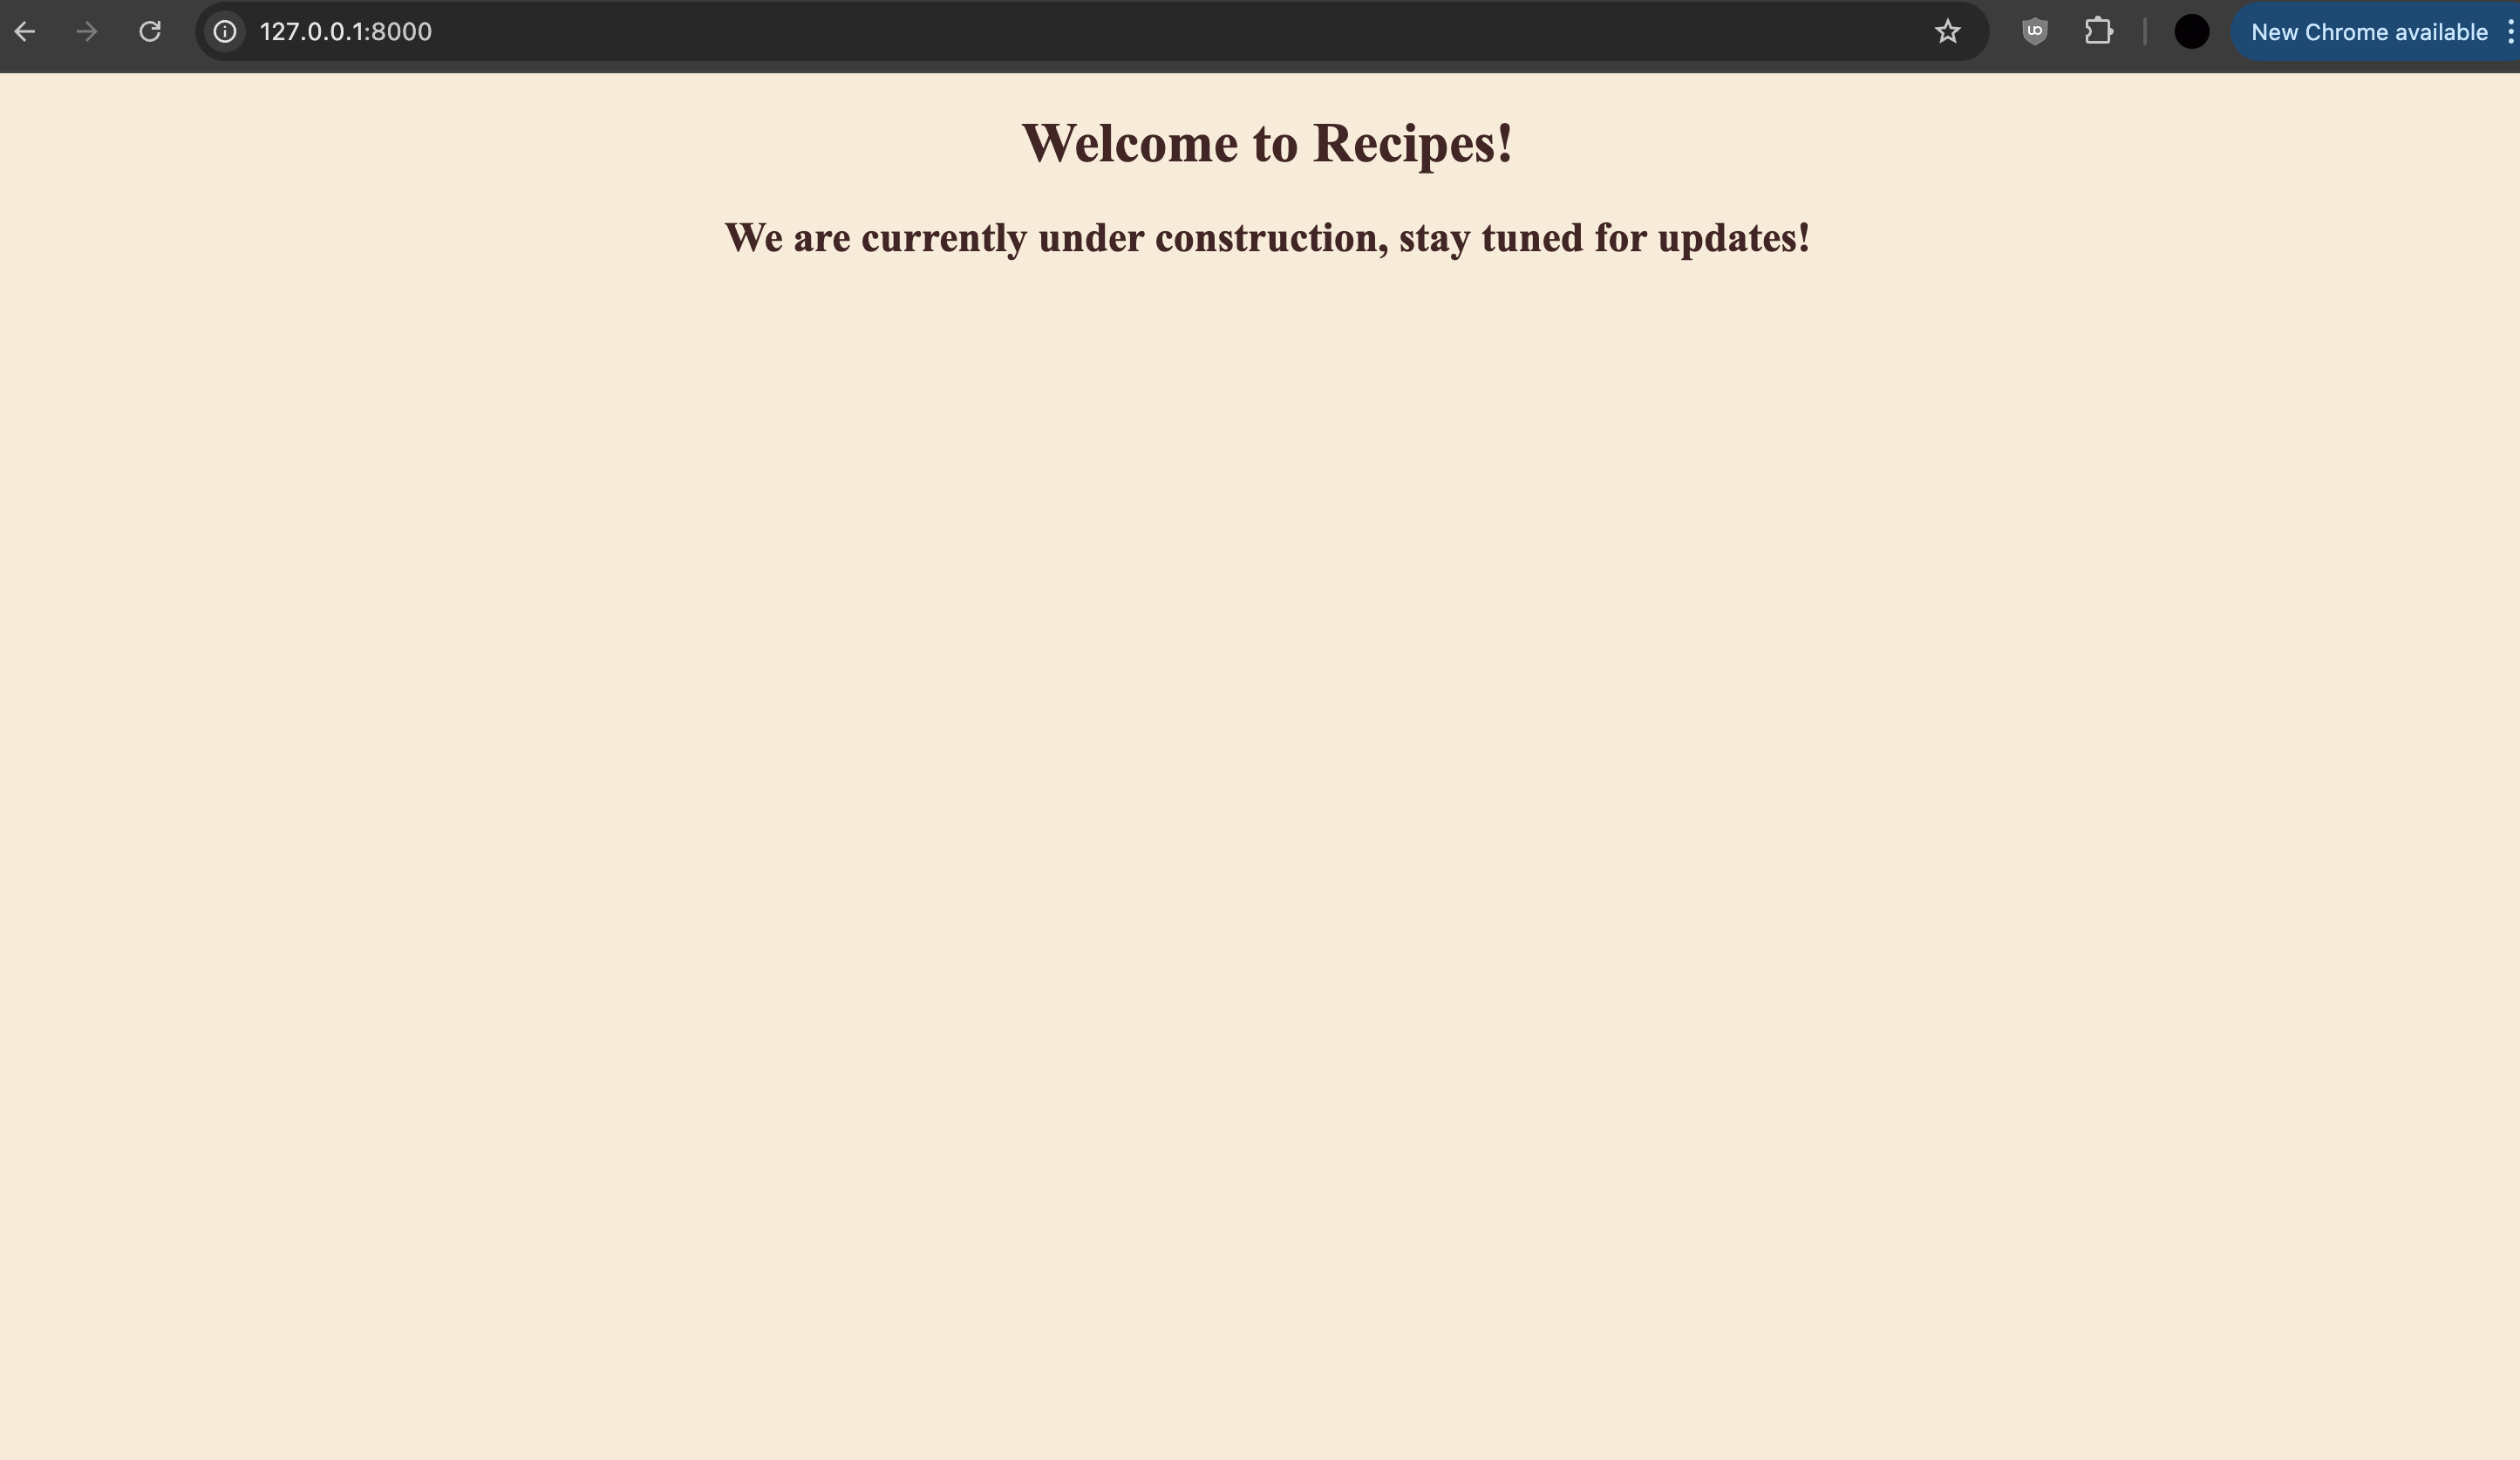 127.0.0.1:8000
New Chrome available
Welcome to Recipes!
We are currently under construction, stay tuned for updates!